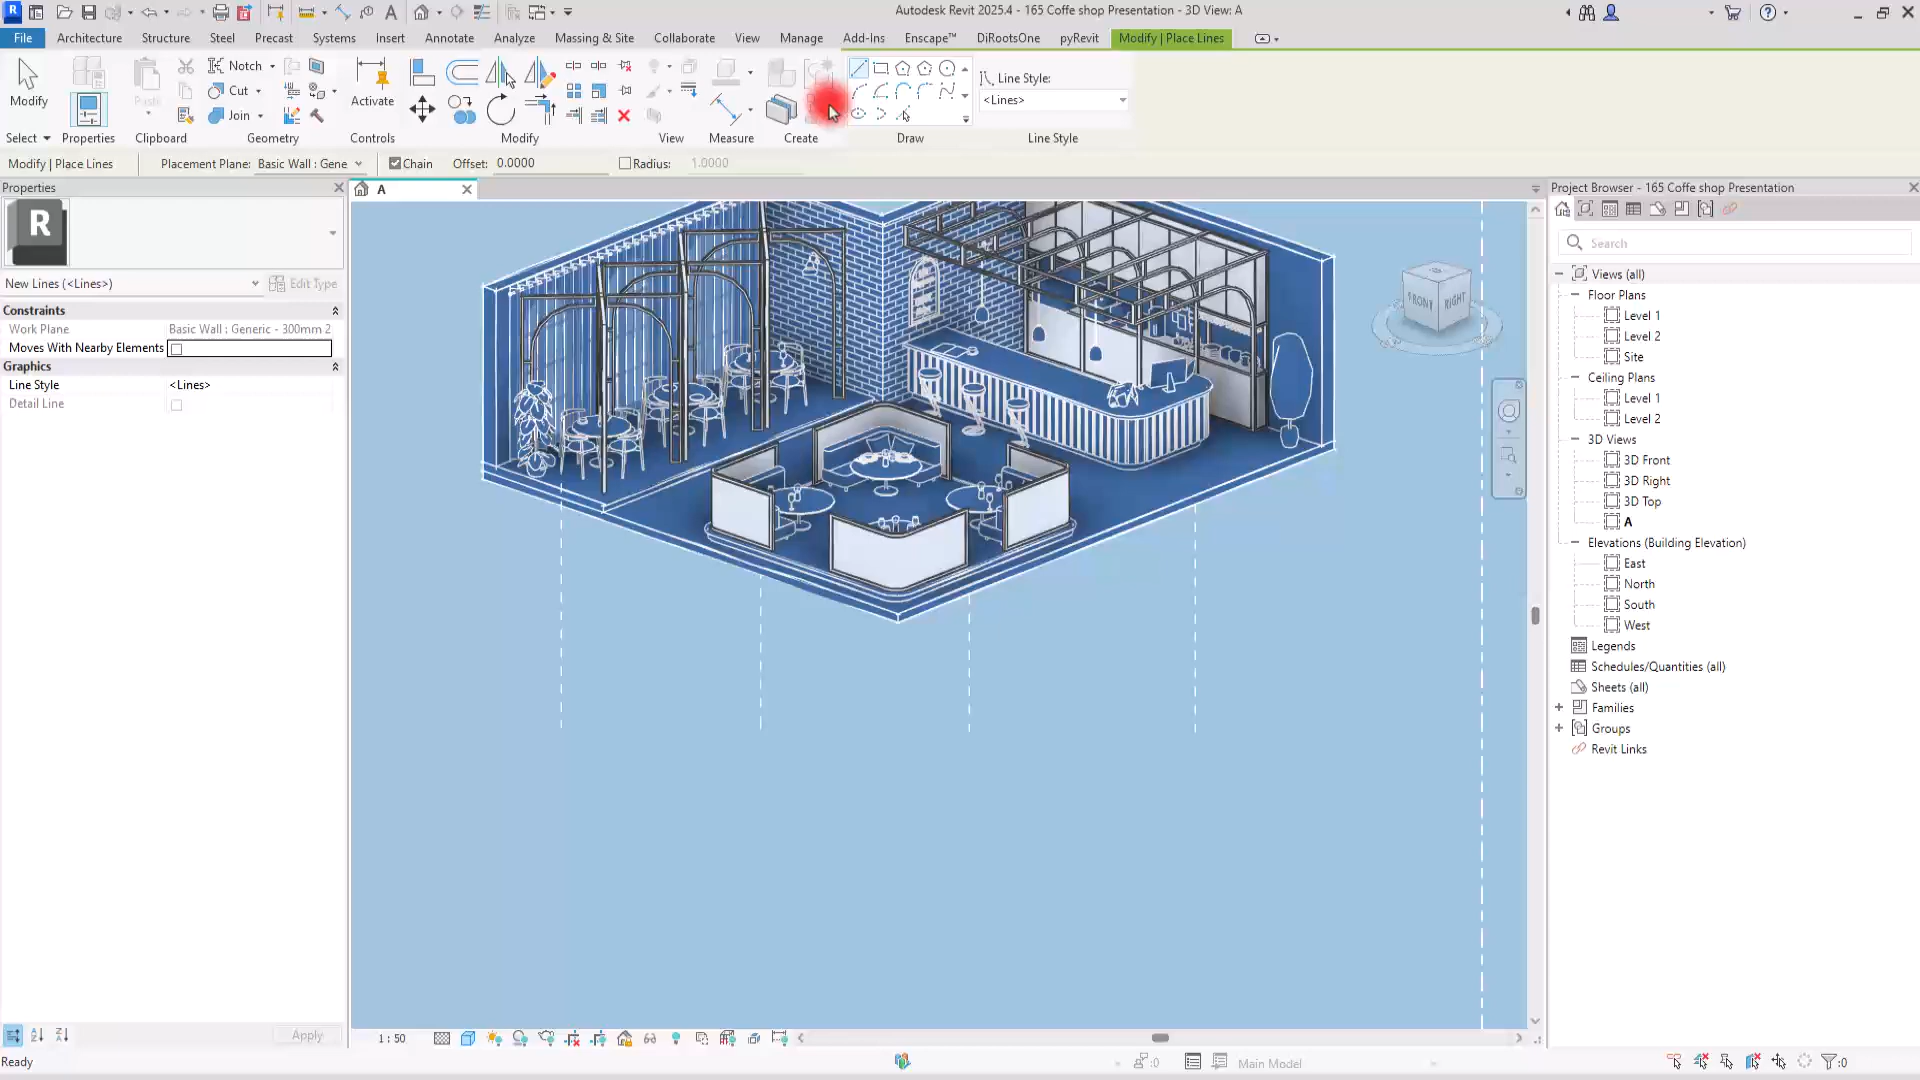 Autodesk Revit 2025.4 - 165 Coffe shop Presentation - 3D View: A
File
Architecture
Structure
Steel
Precast
Systems
Insert
Annotate
Analyze
Massing & Site
Collaborate
View
Manage
Add-Ins
Enscape™
DiRootsOne
pyRevit
Modify | Place Lines
Modify
Paste
Notch
Cut
Join
Activate
Line Style:
<Lines>
Select
Properties
Clipboard
Geometry
Controls
Modify
View
Measure
Create
Draw
Line Style
Modify | Place Lines
Placement Plane:
Basic Wall : Gene
Chain
Offset:
0.0000
Radius:
1.0000
Properties
R
New Lines (<Lines>)
Edit Type
Constraints
Work Plane
Basic Wall : Generic - 300mm 2
Moves With Nearby Elements
Graphics
Line Style
<Lines>
Detail Line
Apply
A
FRONT
RIGHT
Project Browser - 165 Coffe shop Presentation
Search
Views (all)
Floor Plans
Level 1
Level 2
Site
Ceiling Plans
Level 1
Level 2
3D Views
3D Front
3D Right
3D Top
A
Elevations (Building Elevation)
East
North
South
West
Legends
Schedules/Quantities (all)
Sheets (all)
Families
Groups
Revit Links
1 : 50
Ready
:0
Main Model
:0